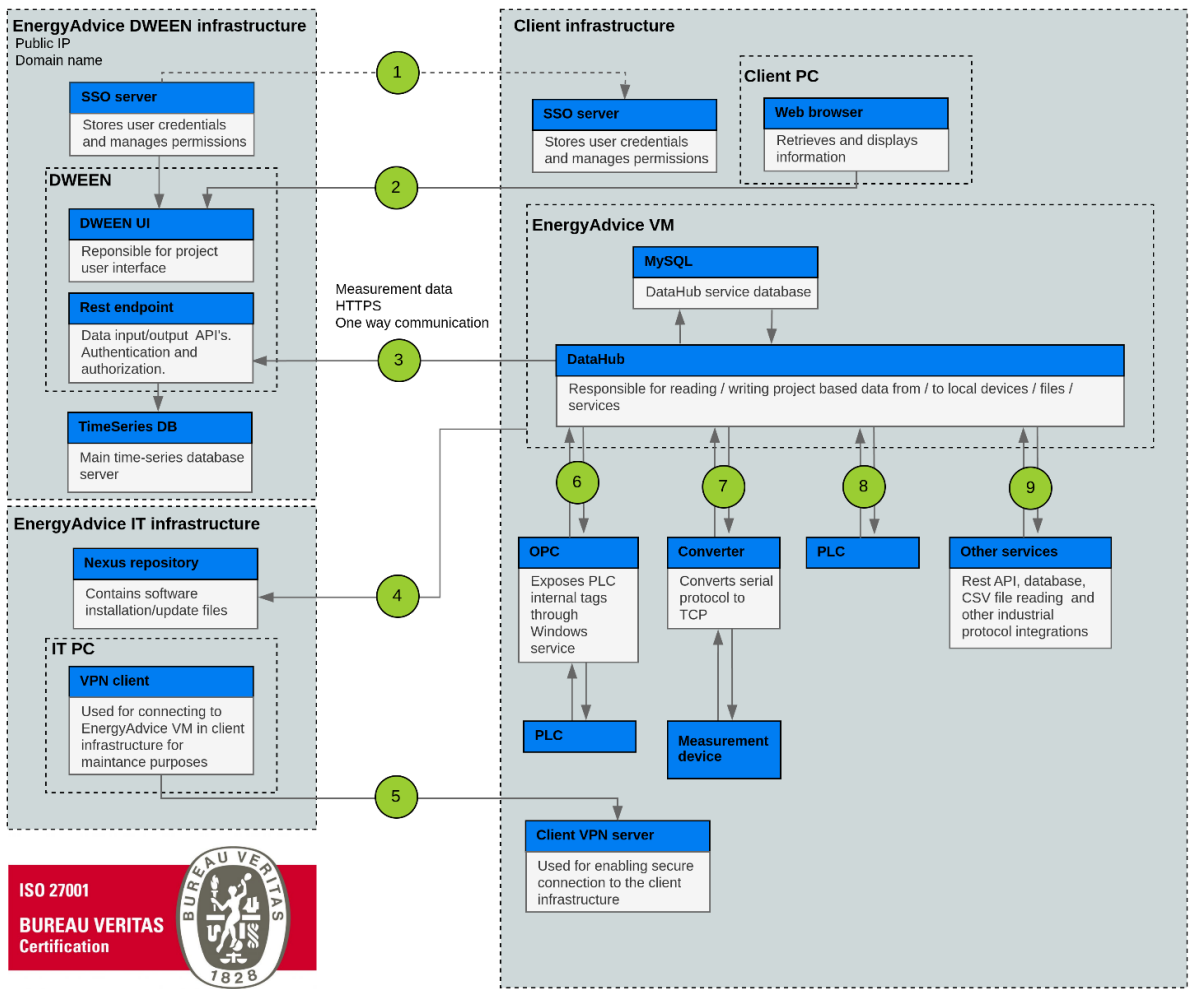 EnergyAdvice DWEEN infrastructure
Public IP
Domain name
SSO server
Stores user credentials
and manages permissions
DWEEN
DWEEN UI
Reponsible for project
user interface
Rest endpoint
Data input/output API's.
Authentication and
authorization.
TimeSeries DB
Main time-series database
server
EnergyAdvice IT infrastructure
Nexus repository
Contains software
installation/update files
IT PC
VPN client
Used for connecting to
EnergyAdvice VM in client
infrastructure for
maintance purposes
1
2
Measurement data
HTTPS
One way communication
3
4
5
Client infrastructure
SSO server
Stores user credentials
and manages permissions
Client PC
Web browser
Retrieves and displays
information
EnergyAdvice VM
MySQL
DataHub service database
DataHub
Responsible for reading / writing project based data from / to local devices / files /
services
6
7
8
9
OPC
Exposes PLC
internal tags
through
Windows
service
Converter
Converts serial
protocol to
TCP
PLC
Other services
Rest API, database,
CSV file reading and
other industrial
protocol integrations
PLC
Measurement
device
Client VPN server
Used for enabling secure
connection to the client
infrastructure
ISO 27001
BUREAU VERITAS
Certification
BUREAU VERITAS
1828